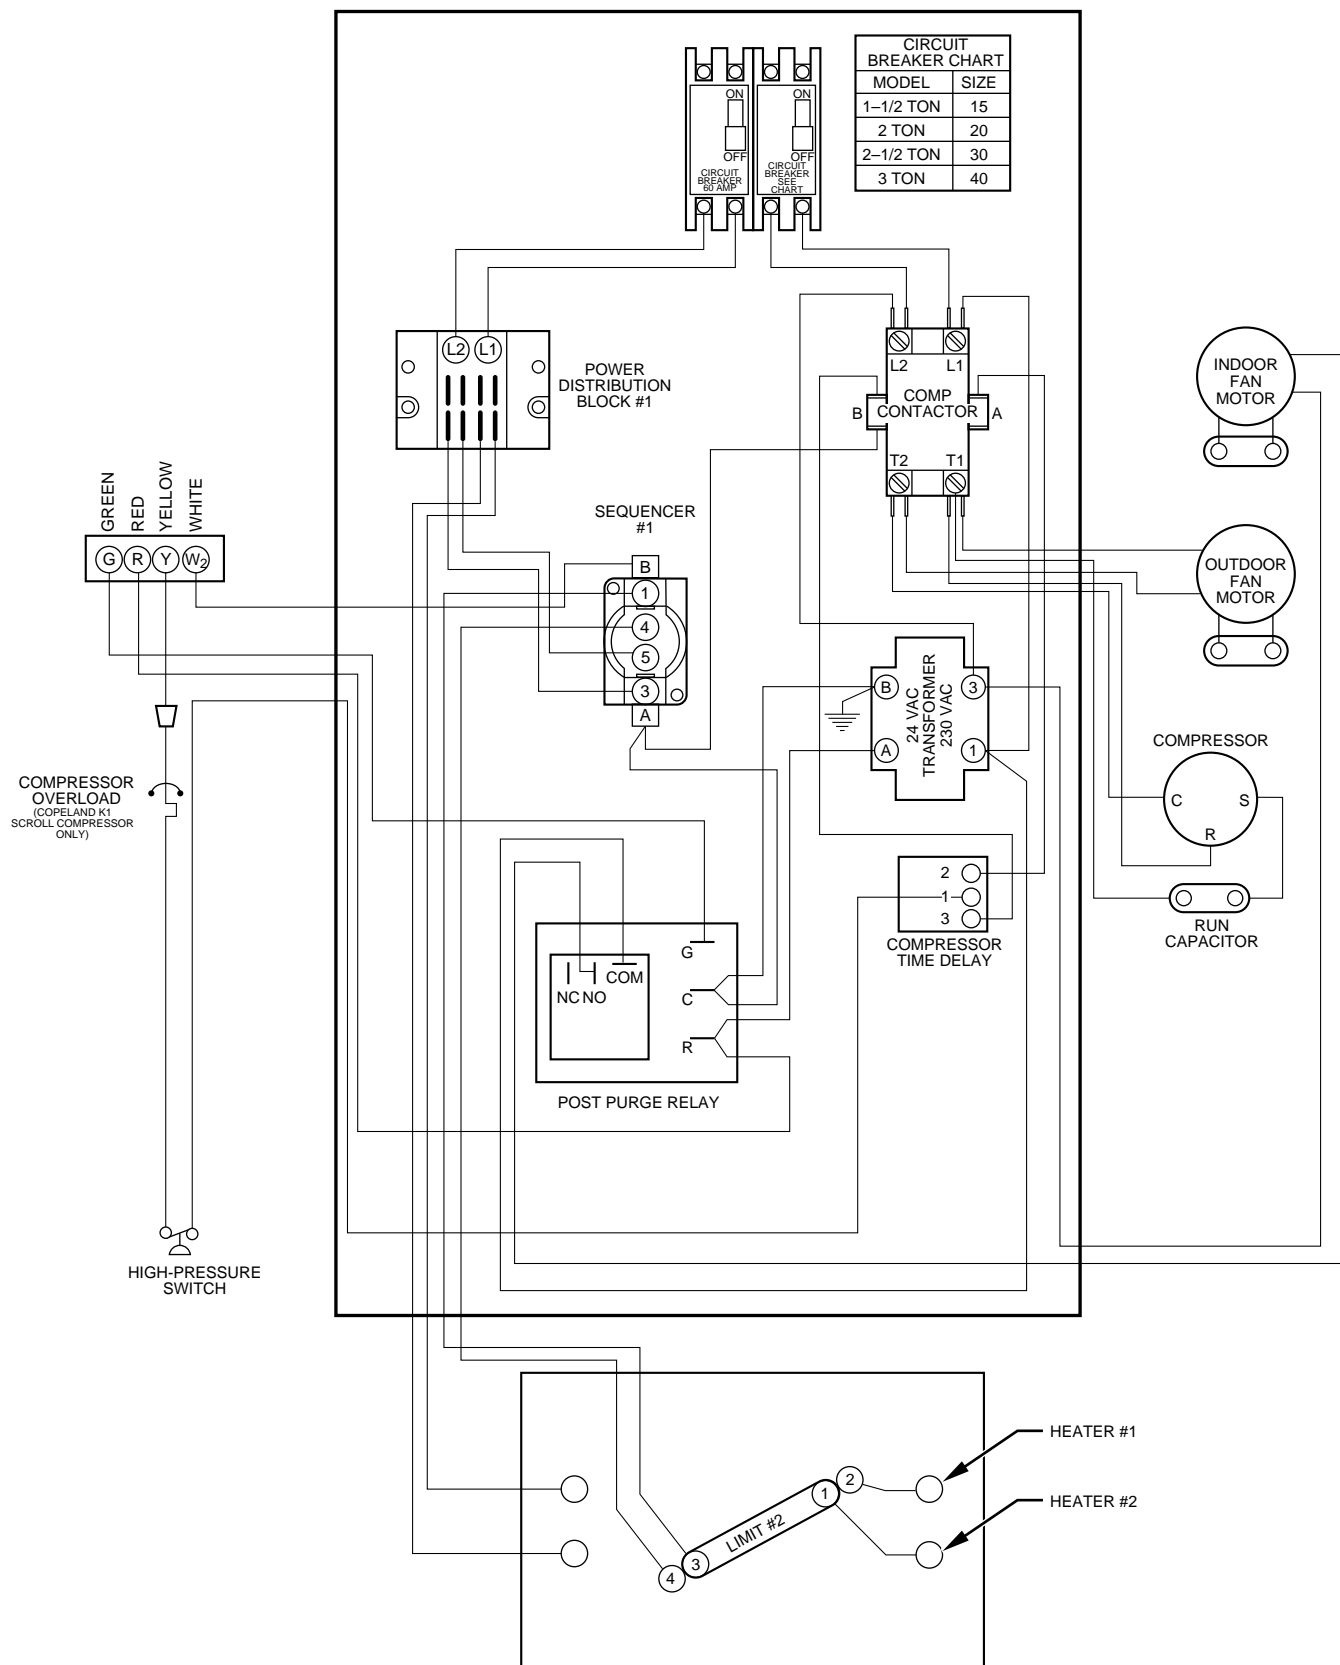 CIRCUIT
BREAKER CHART
MODEL SIZE
1–1/2 TON 15
2 TON 20
2–1/2 TON 30
3 TON 40
ON
OFF
CIRCUIT
BREAKER
60 AMP
ON
OFF
CIRCUIT
BREAKER
SEE
CHART
L2 L1
POWER
DISTRIBUTION
BLOCK #1
L2 L1
COMP
CONTACTOR
B A
T2 T1
INDOOR
FAN
MOTOR
OUTDOOR
FAN
MOTOR
GREEN
RED
YELLOW
WHITE
G R Y W2
SEQUENCER
#1
B
1
4
5
3
A
B 3
A 1
24 VAC
TRANSFORMER
230 VAC
COMPRESSOR
C S
R
RUN
CAPACITOR
COMPRESSOR
OVERLOAD
(COPELAND K1
SCROLL COMPRESSOR
ONLY)
2
1
3
COMPRESSOR
TIME DELAY
G
C
R
NC NO COM
POST PURGE RELAY
HIGH-PRESSURE
SWITCH
HEATER #1
HEATER #2
2
1
LIMIT #2
3
4